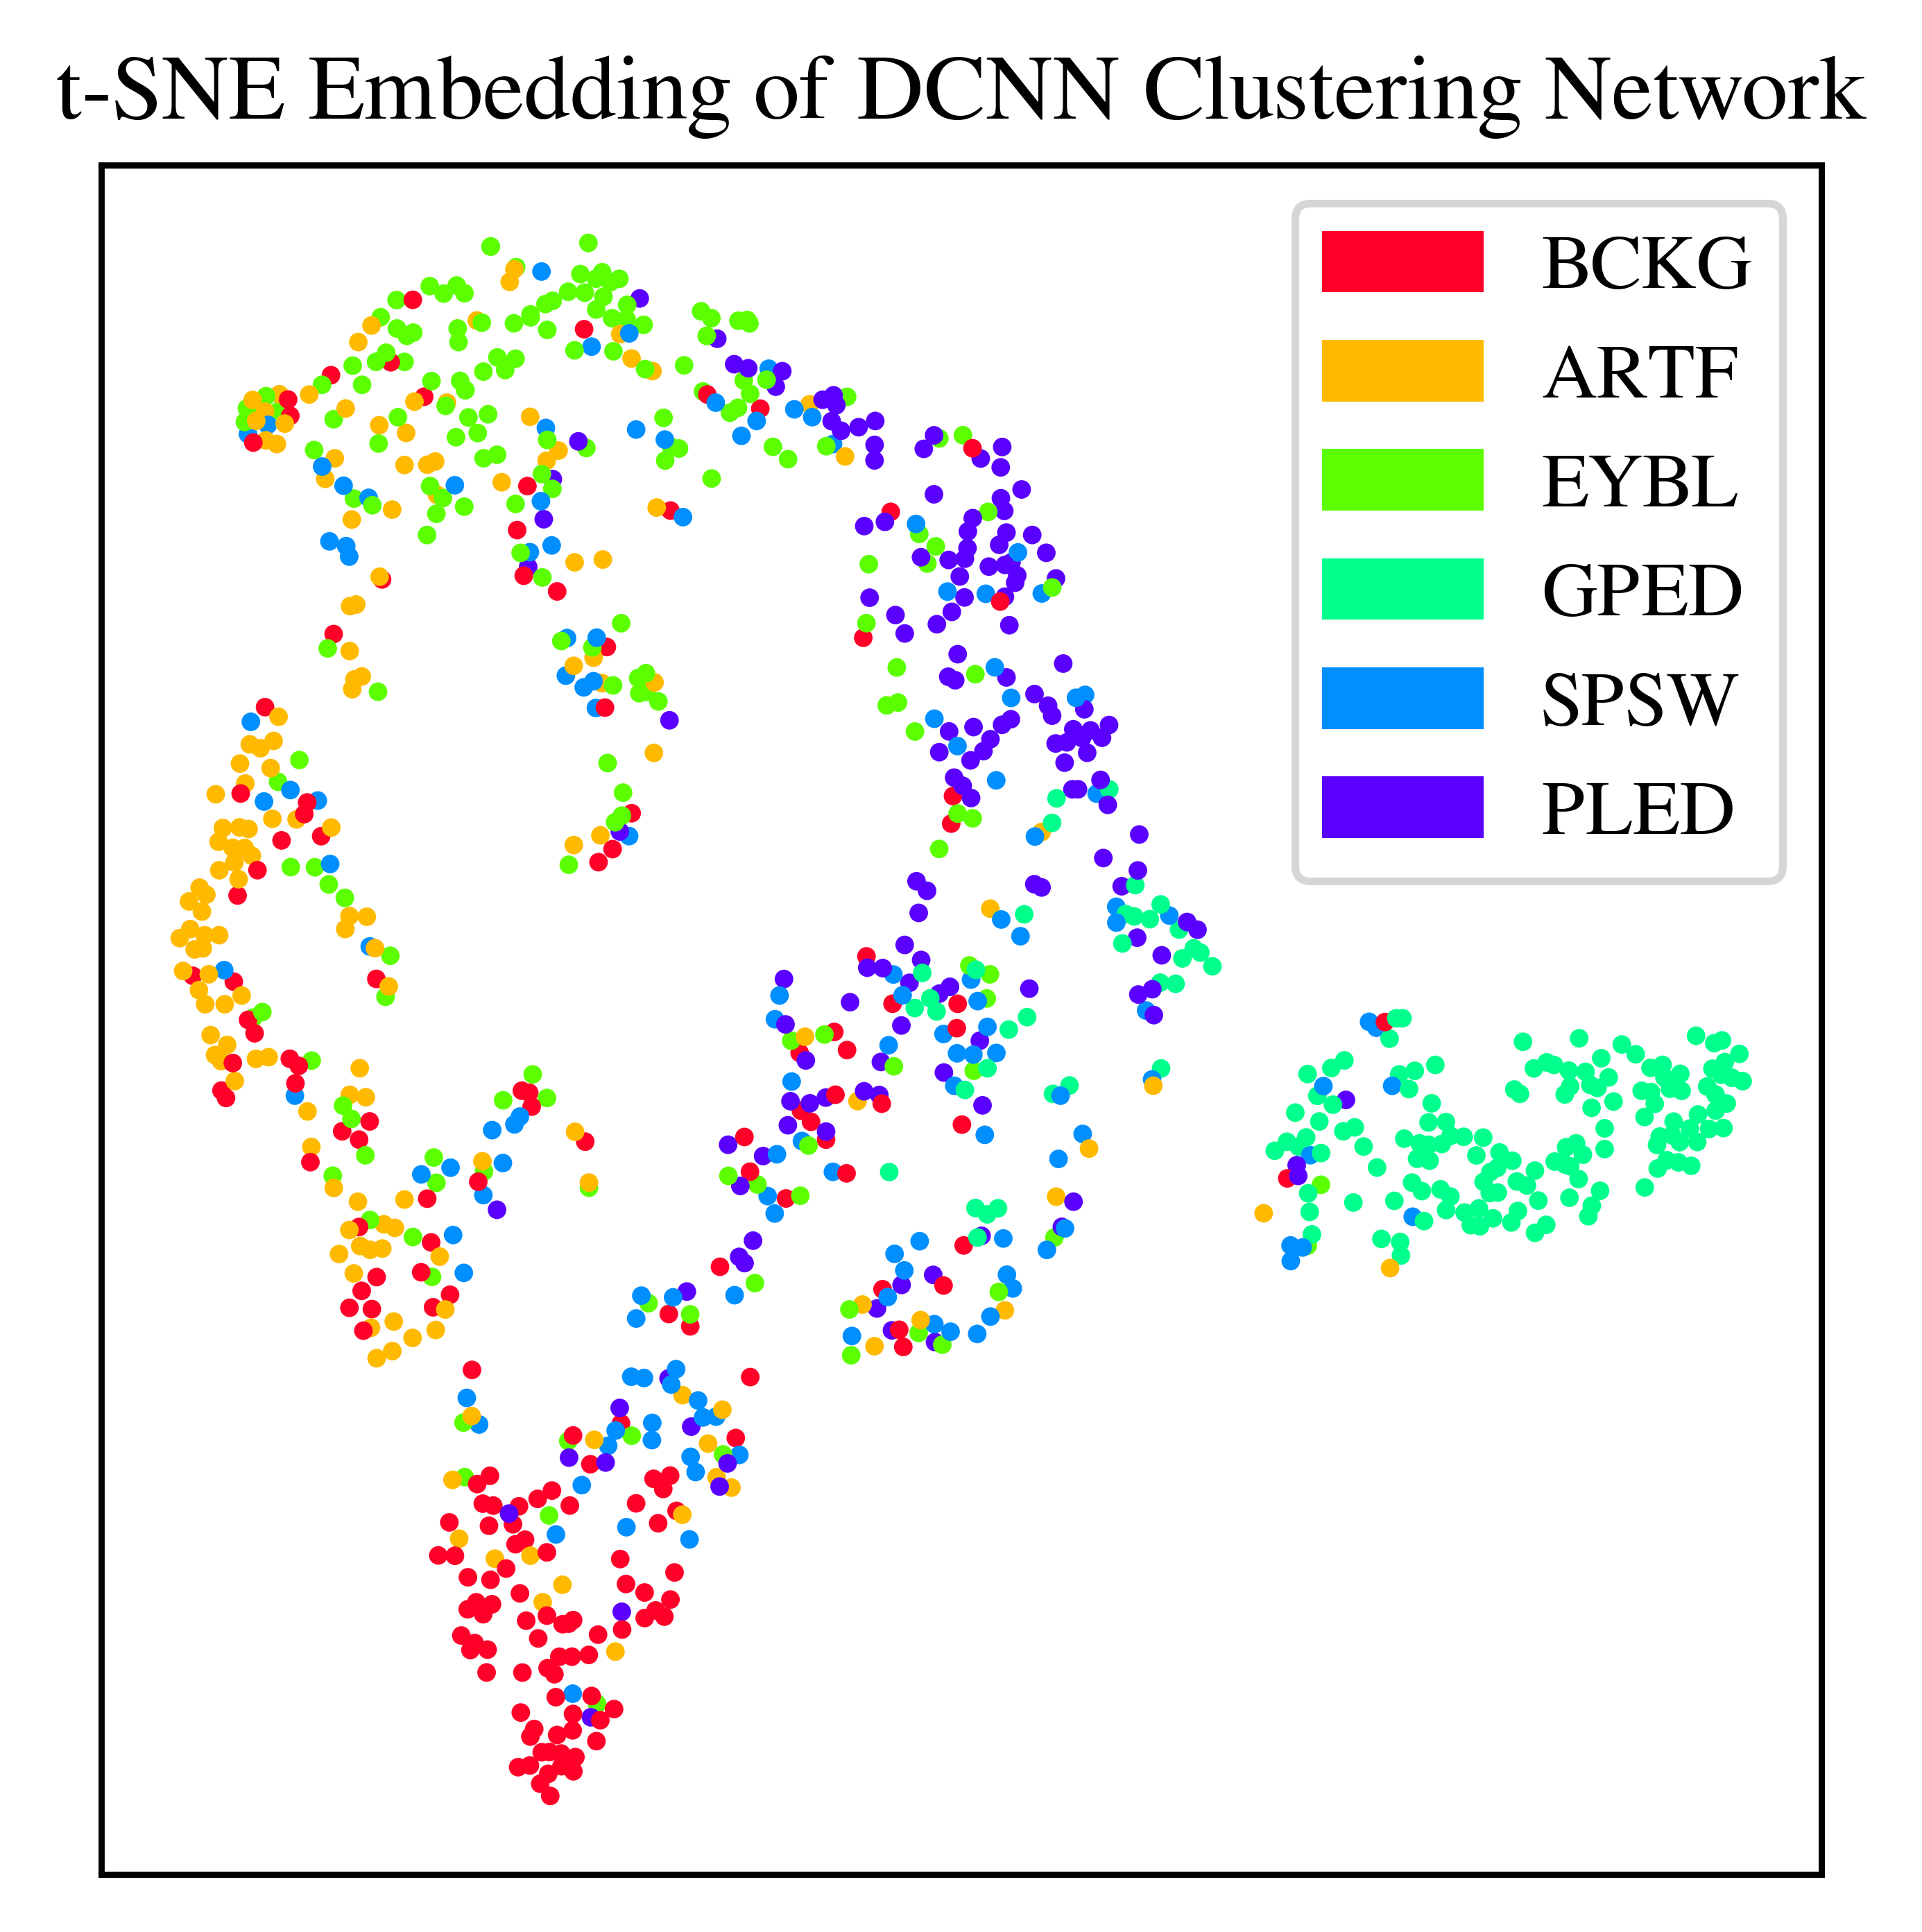 t-SNE Embedding of DCNN Clustering Network
BCKG
ARTF
EYBL
GPED
SPSW
PLED